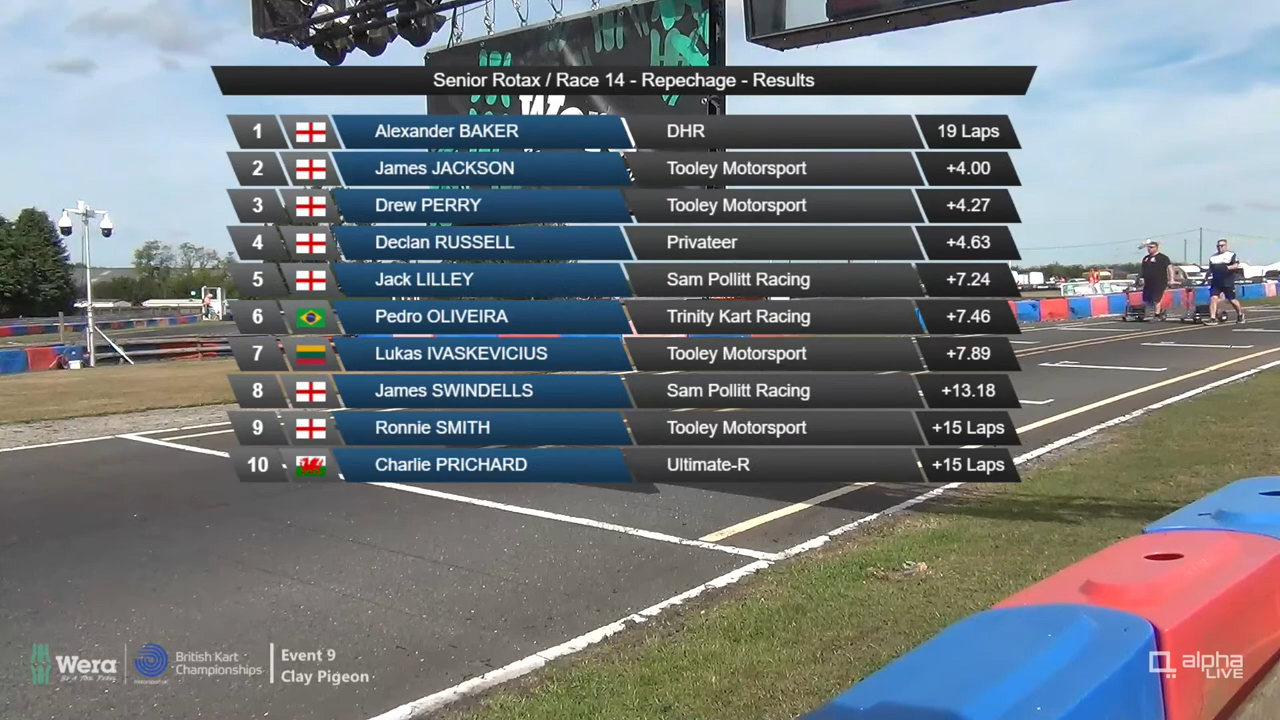 Senior Rotax / Race 14 - Repechage - Results
1 Alexander BAKER DHR 19 Laps
2 James JACKSON Tooley Motorsport +4.00
3 Drew PERRY Tooley Motorsport +4.27
4 Declan RUSSELL Privateer +4.63
5 Jack LILLEY Sam Pollitt Racing +7.24
6 Pedro OLIVEIRA Trinity Kart Racing +7.46
7 Lukas IVASKEVICIUS Tooley Motorsport +7.89
8 James SWINDELLS Sam Pollitt Racing +13.18
9 Ronnie SMITH Tooley Motorsport +15 Laps
10 Charlie PRICHARD Ultimate-R +15 Laps
Wera
British Kart
Championships
Event 9
Clay Pigeon
alpha
LIVE